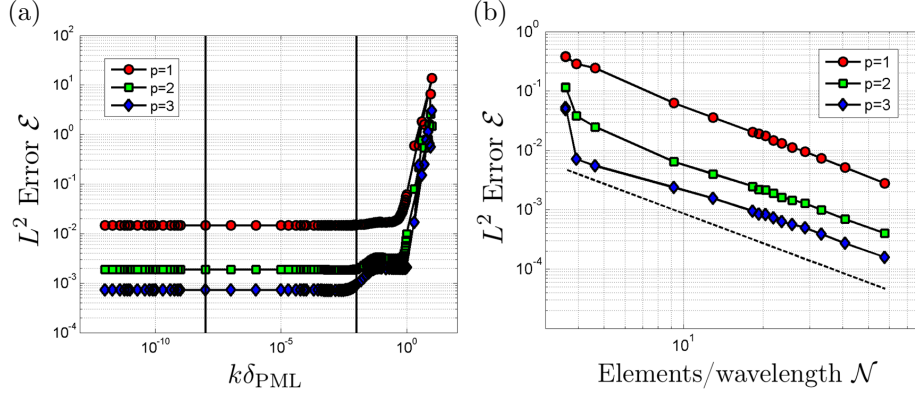 (a)
10^2
10^1
10^0
10^-1
10^-2
10^-3
10^-4
L^2 Error ℰ
p=1
p=2
p=3
10^-10
10^-5
10^0
kδ_PML
(b)
10^0
10^-1
10^-2
10^-3
10^-4
L^2 Error ℰ
p=1
p=2
p=3
10^1
Elements/wavelength 𝒩